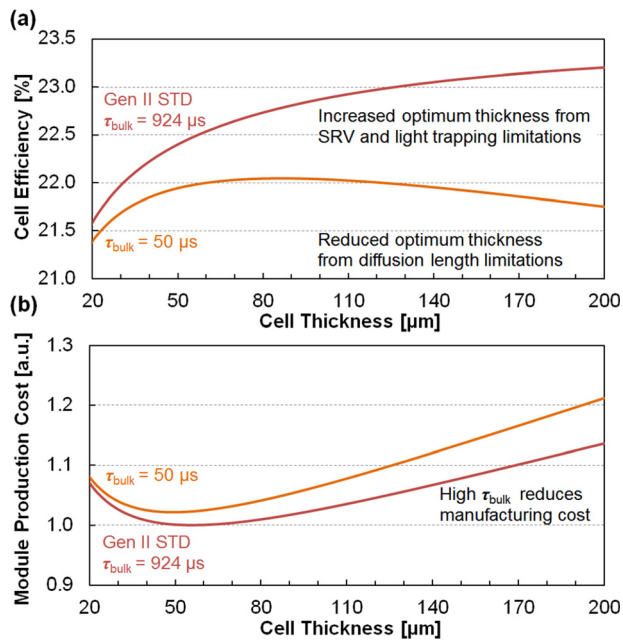 (a)
23.5
23.0
22.5
22.0
21.5
21.0
Cell Efficiency [%]
Gen II STD
τbulk = 924 µs
Increased optimum thickness from
SRV and light trapping limitations
τbulk = 50 µs
Reduced optimum thickness
from diffusion length limitations
20 50 80 110 140 170 200
Cell Thickness [µm]
(b)
1.3
1.2
1.1
1.0
0.9
Module Production Cost [a.u.]
τbulk = 50 µs
High τbulk reduces
manufacturing cost
Gen II STD
τbulk = 924 µs
20 50 80 110 140 170 200
Cell Thickness [µm]